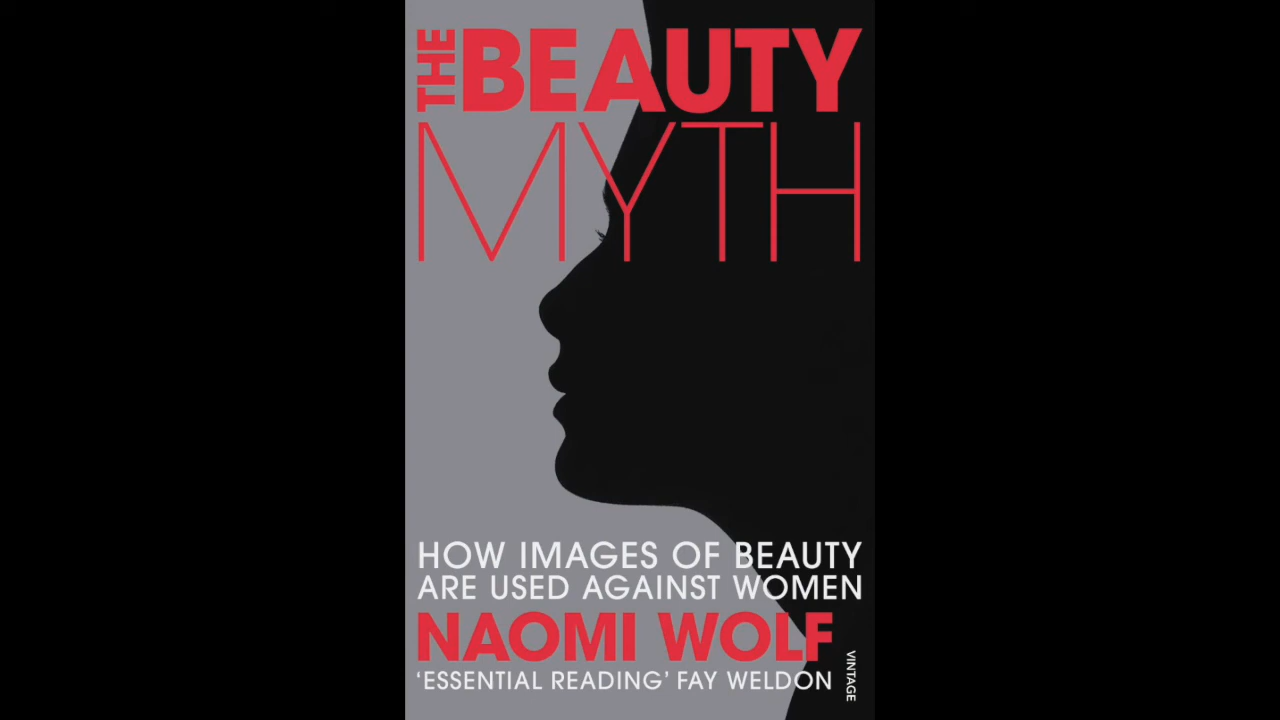 THE BEAUTY
MYTH
HOW IMAGES OF BEAUTY
ARE USED AGAINST WOMEN
NAOMI WOLF
‘ESSENTIAL READING’ FAY WELDON
VINTAGE